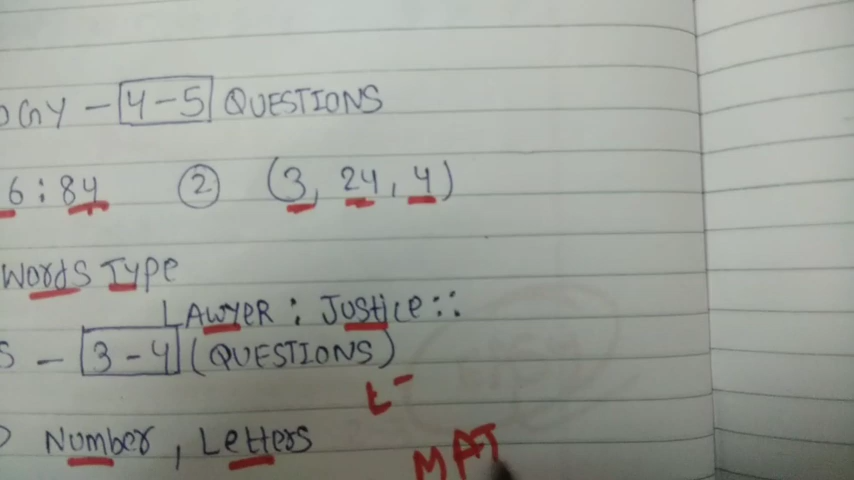 OGY - 4-5 QUESTIONS
6 : 84 ② (3, 24, 4)
WORdS TYPE
LAWYER : JUSTICE ::
S - 3-4 (QUESTIONS)
Number, Letters
MAT